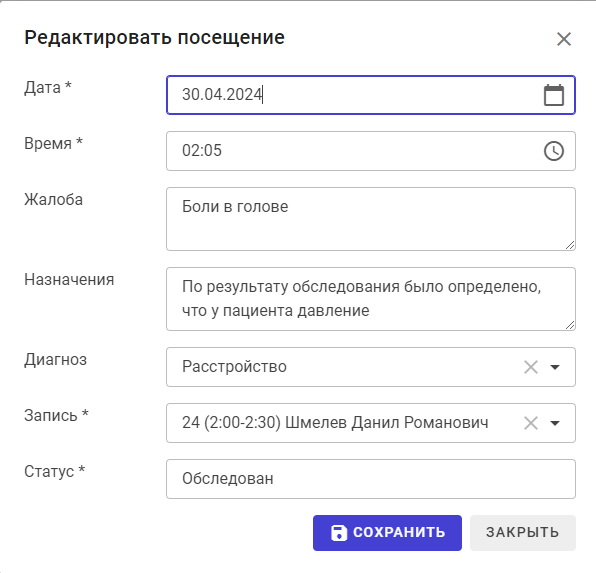 Редактировать посещение
Дата *
30.04.2024
Время *
02:05
Жалоба
Боли в голове
Назначения
По результату обследования было определено,
что у пациента давление
Диагноз
Расстройство
Запись *
24 (2:00-2:30) Шмелев Данил Романович
Статус *
Обследован
СОХРАНИТЬ
ЗАКРЫТЬ